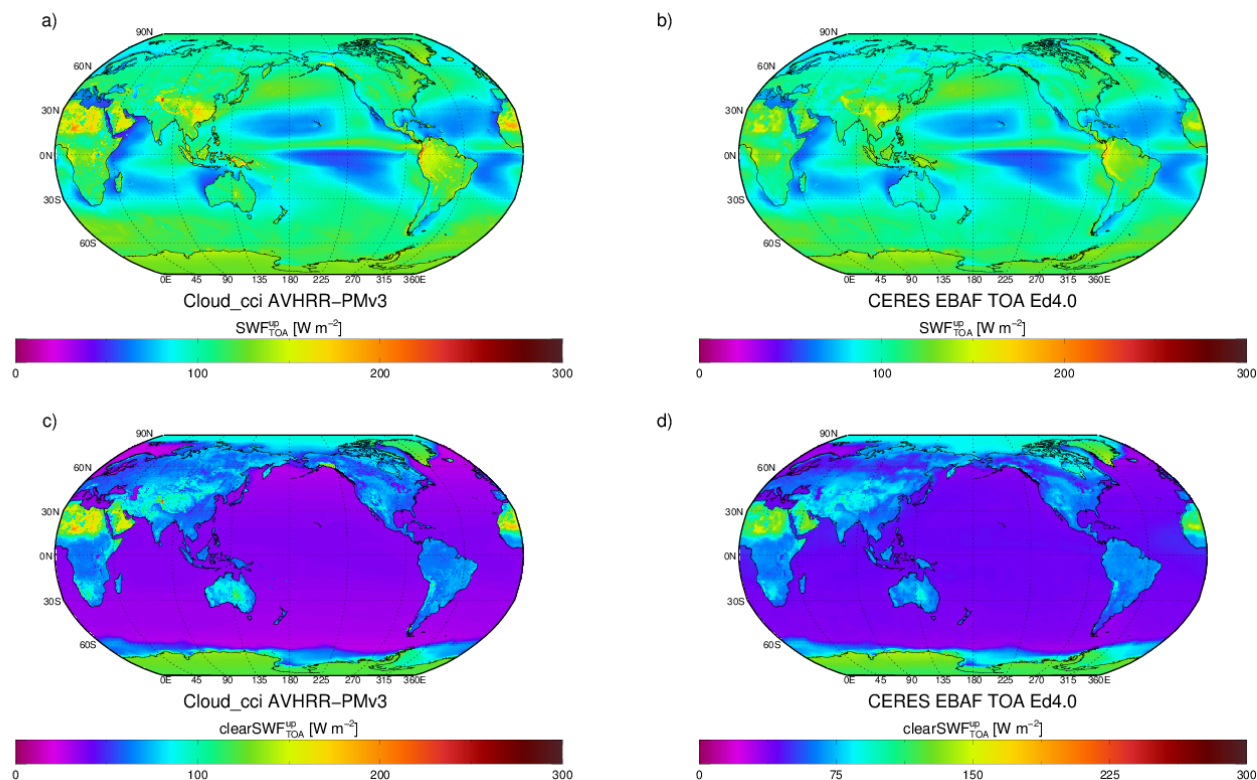 a)
90N
60N
30N
0N
30S
60S
0E 45 90 135 180 225 270 315 360E
Cloud_cci AVHRR−PMv3
SWF^up_TOA [W m⁻²]
0 100 200 300
b)
90N
60N
30N
0N
30S
60S
0E 45 90 135 180 225 270 315 360E
CERES EBAF TOA Ed4.0
SWF^up_TOA [W m⁻²]
0 100 200 300
c)
90N
60N
30N
0N
30S
60S
0E 45 90 135 180 225 270 315 360E
Cloud_cci AVHRR−PMv3
clearSWF^up_TOA [W m⁻²]
0 100 200 300
d)
90N
60N
30N
0N
30S
60S
0E 45 90 135 180 225 270 315 360E
CERES EBAF TOA Ed4.0
clearSWF^up_TOA [W m⁻²]
0 75 150 225 300